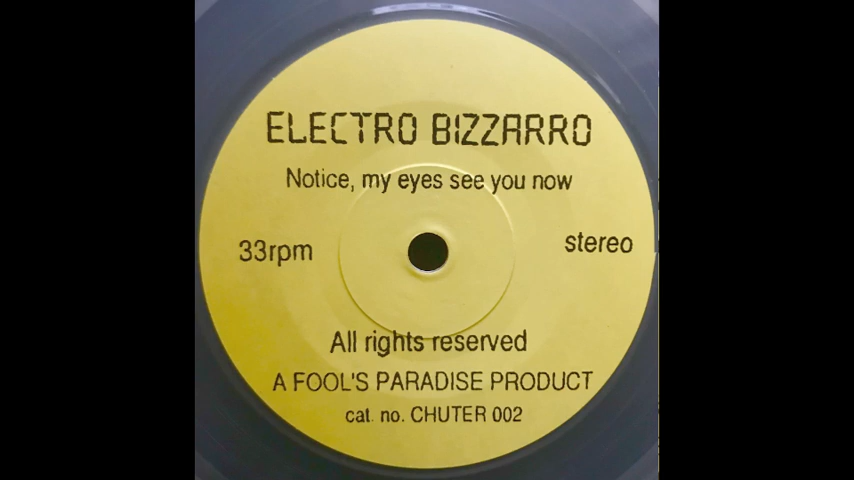 ELECTRO BIZZARRO
Notice, my eyes see you now
33rpm
stereo
All rights reserved
A FOOL'S PARADISE PRODUCT
cat. no. CHUTER 002